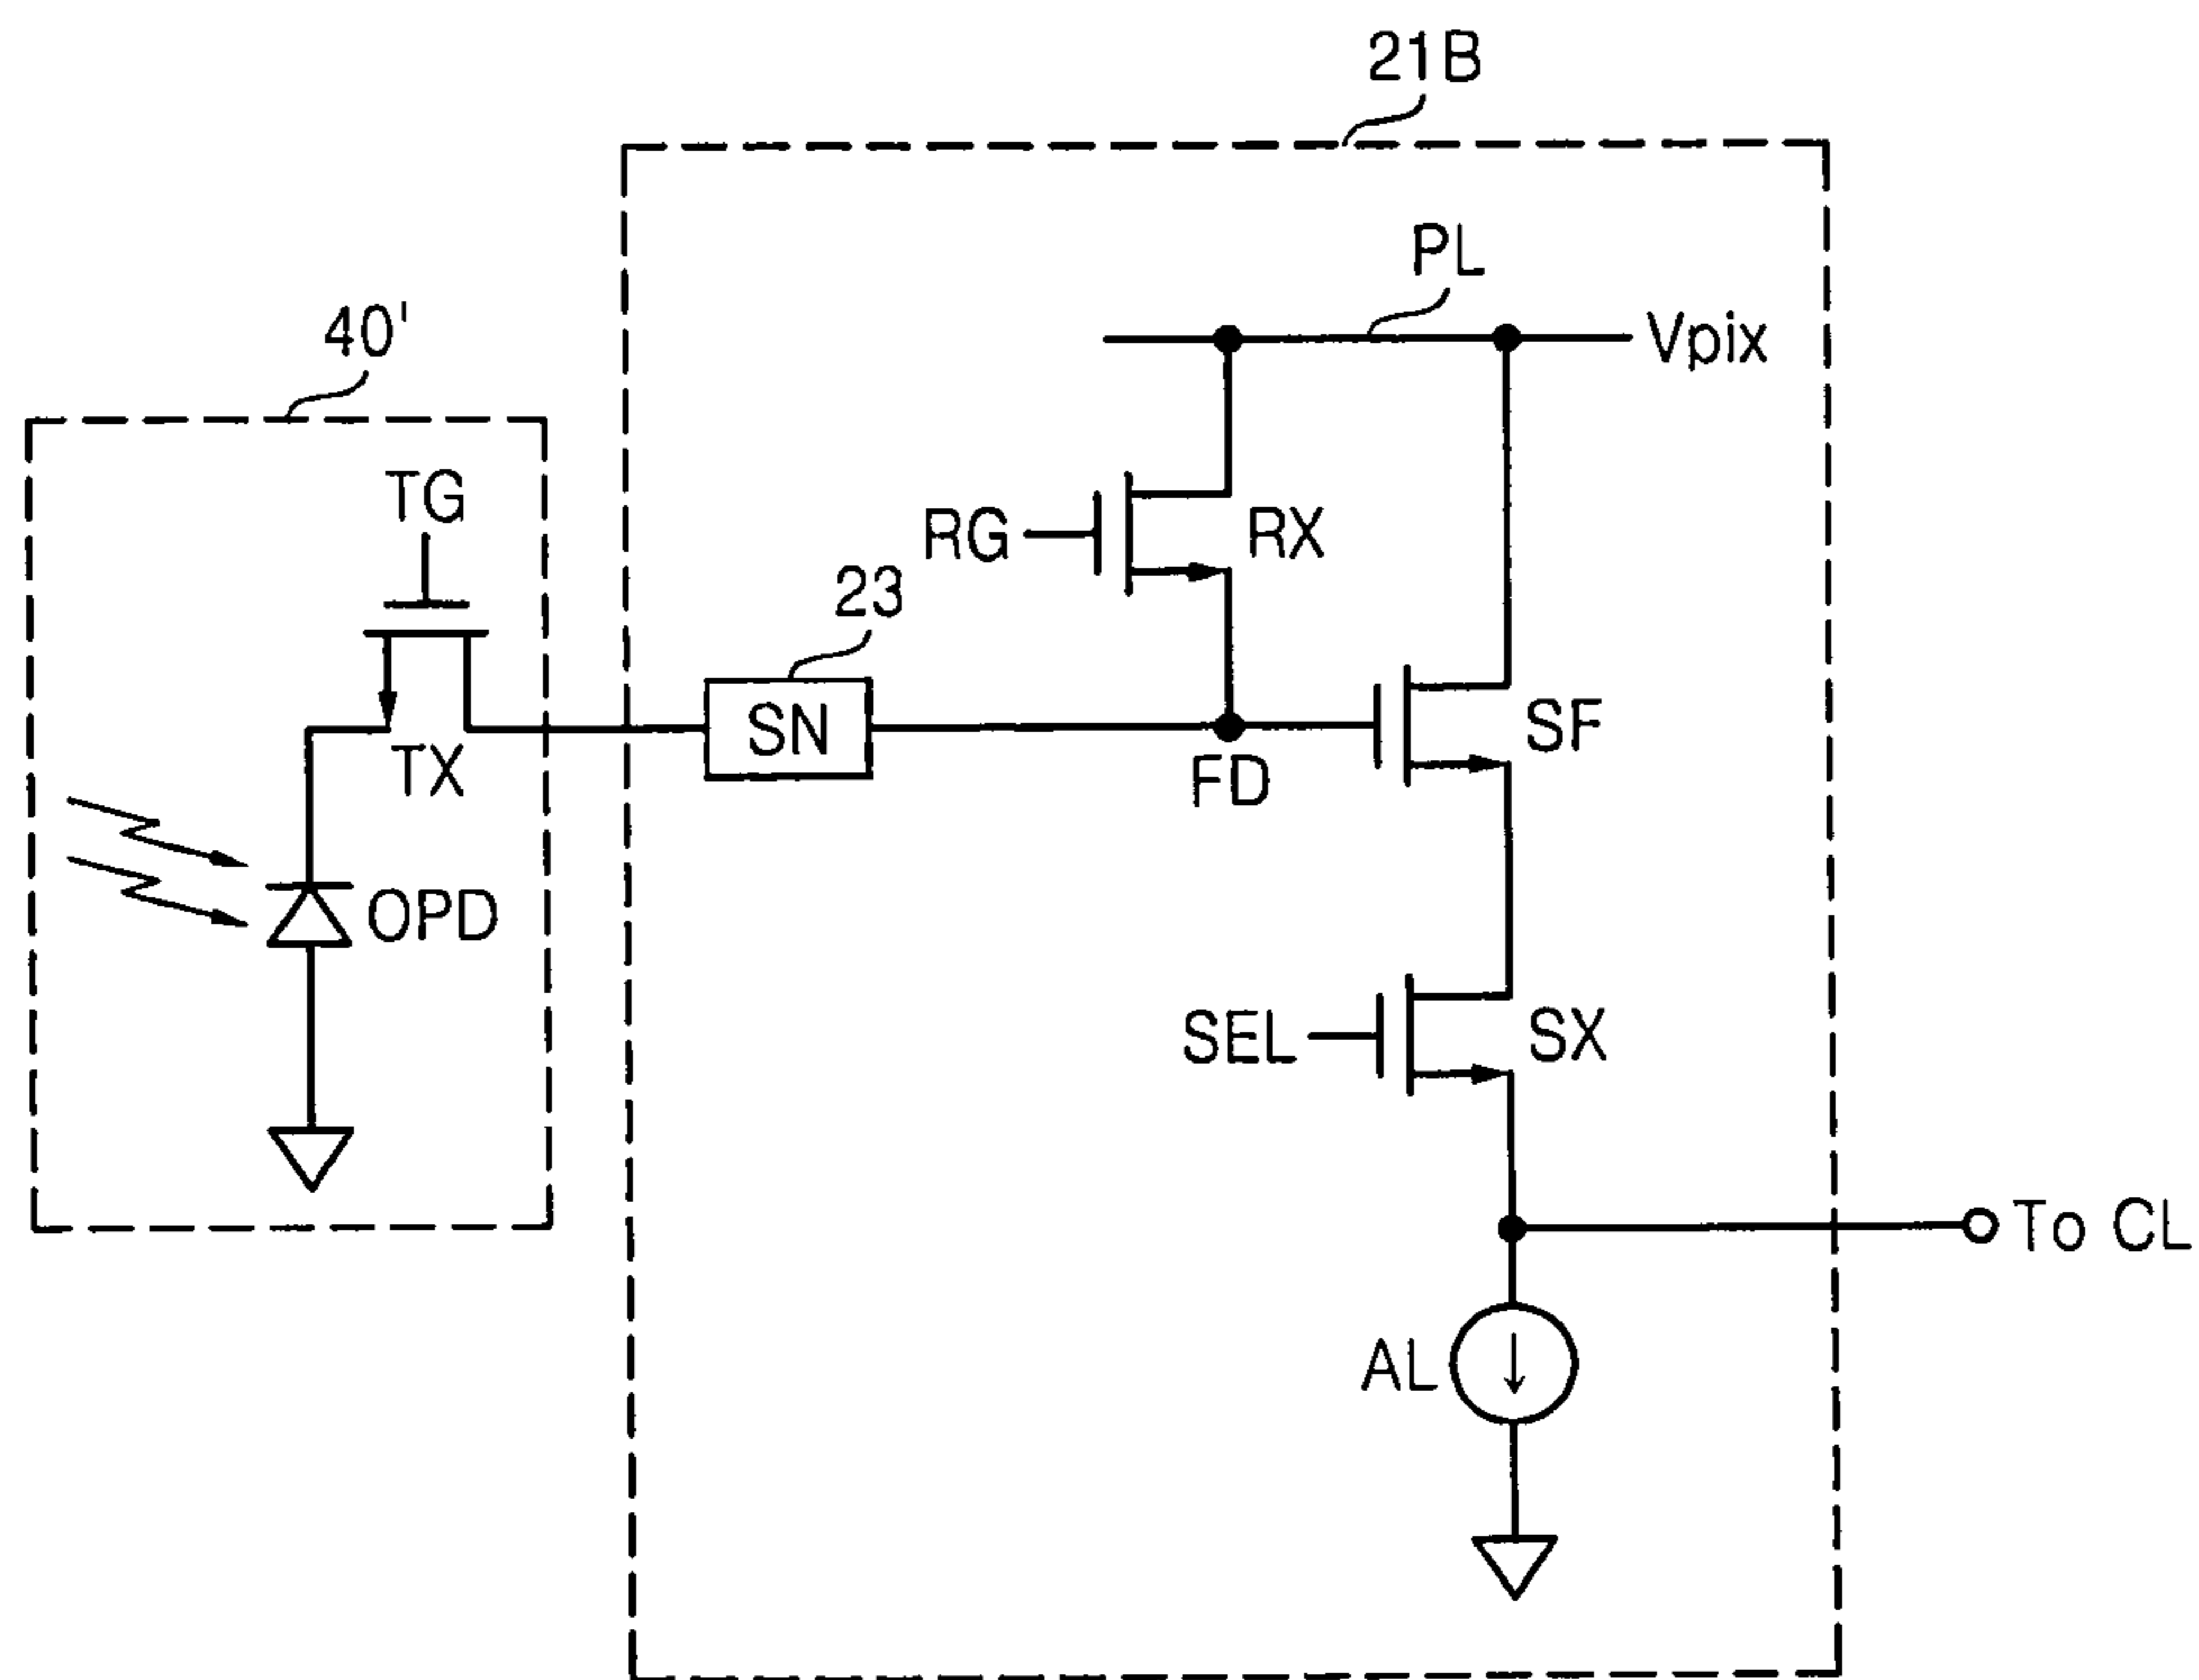 21B
PL
Vpix
40'
TG
RG
RX
23
SN
SF
TX
FD
OPD
SEL
SX
To CL
AL